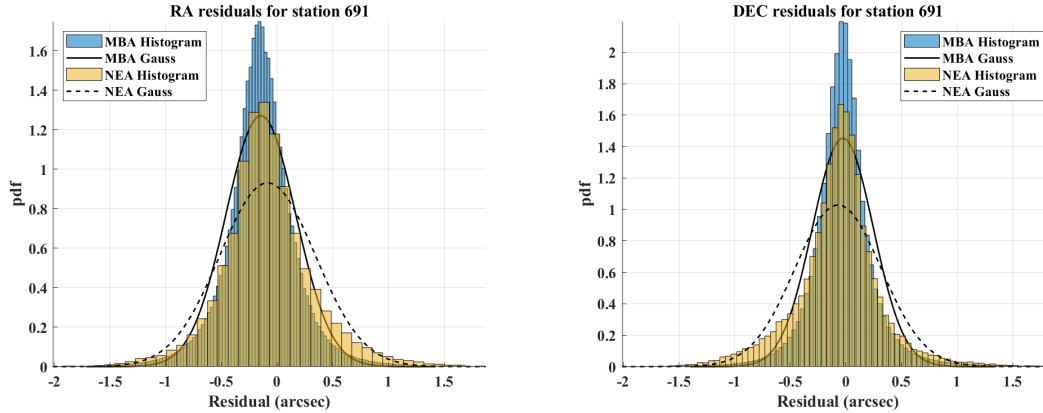 RA residuals for station 691
MBA Histogram
MBA Gauss
NEA Histogram
NEA Gauss
pdf
1.6
1.4
1.2
1
0.8
0.6
0.4
0.2
0
-2
-1.5
-1
-0.5
0
0.5
1
1.5
Residual (arcsec)
DEC residuals for station 691
MBA Histogram
MBA Gauss
NEA Histogram
NEA Gauss
pdf
2
1.8
1.6
1.4
1.2
1
0.8
0.6
0.4
0.2
0
-2
-1.5
-1
-0.5
0
0.5
1
1.5
Residual (arcsec)